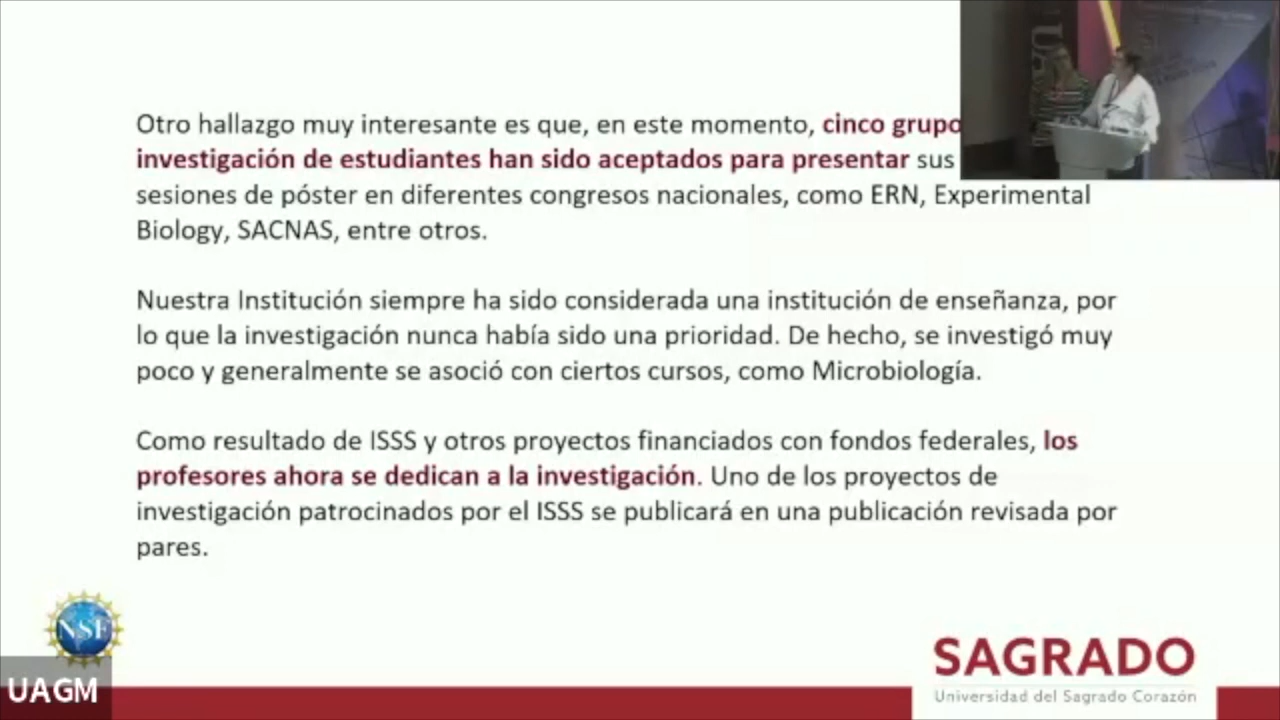 Otro hallazgo muy interesante es que, en este momento, cinco grupo
investigación de estudiantes han sido aceptados para presentar sus
sesiones de póster en diferentes congresos nacionales, como ERN, Experimental
Biology, SACNAS, entre otros.
Nuestra Institución siempre ha sido considerada una institución de enseñanza, por
lo que la investigación nunca había sido una prioridad. De hecho, se investigó muy
poco y generalmente se asoció con ciertos cursos, como Microbiología.
Como resultado de ISSS y otros proyectos financiados con fondos federales, los
profesores ahora se dedican a la investigación. Uno de los proyectos de
investigación patrocinados por el ISSS se publicará en una publicación revisada por
pares.
NSF
UAGM
SAGRADO
Universidad del Sagrado Corazón